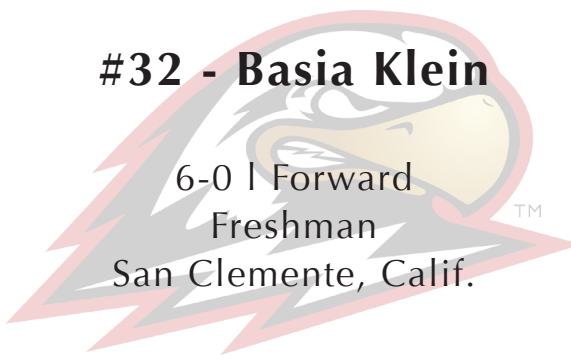 #32 - Basia Klein
6-0 l Forward
Freshman
San Clemente, Calif.
TM